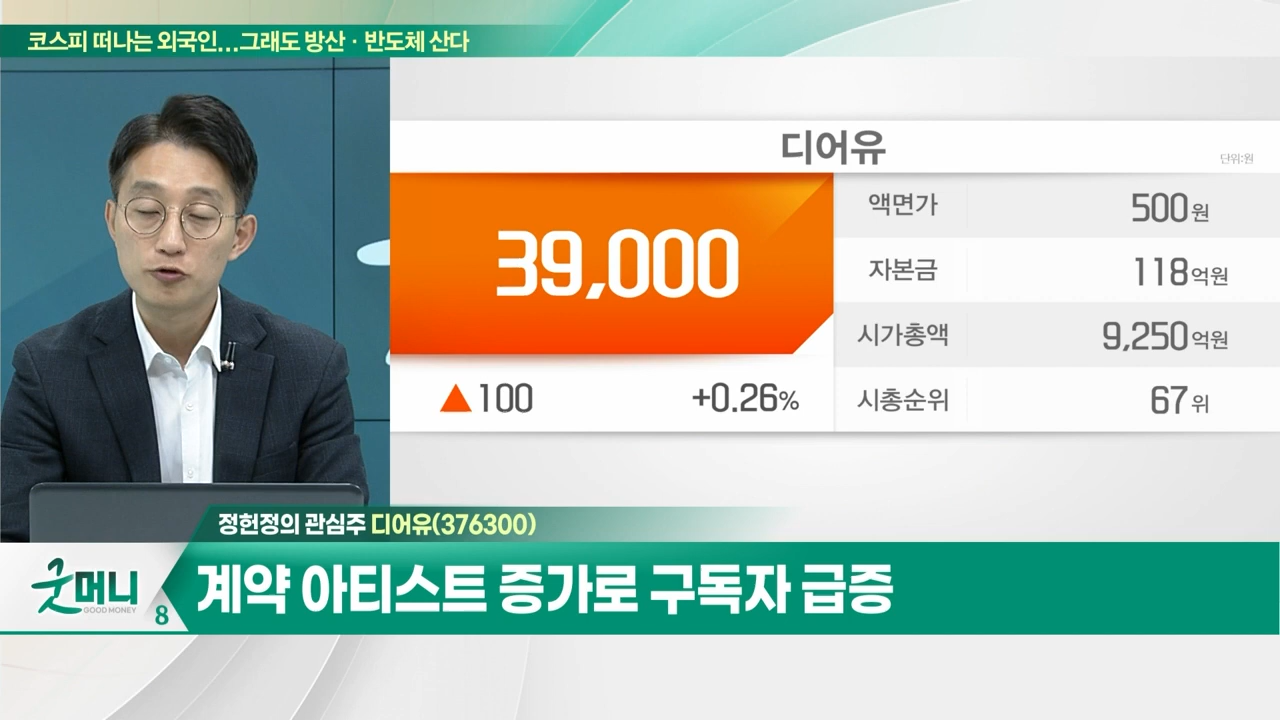 코스피 떠나는 외국인...그래도 방산·반도체 산다
디어유
단위:원
39,000
▲100 +0.26%
액면가 500원
자본금 118억원
시가총액 9,250억원
시총순위 67위
정헌정의 관심주 디어유(376300)
굿머니
GOOD MONEY
8
계약 아티스트 증가로 구독자 급증